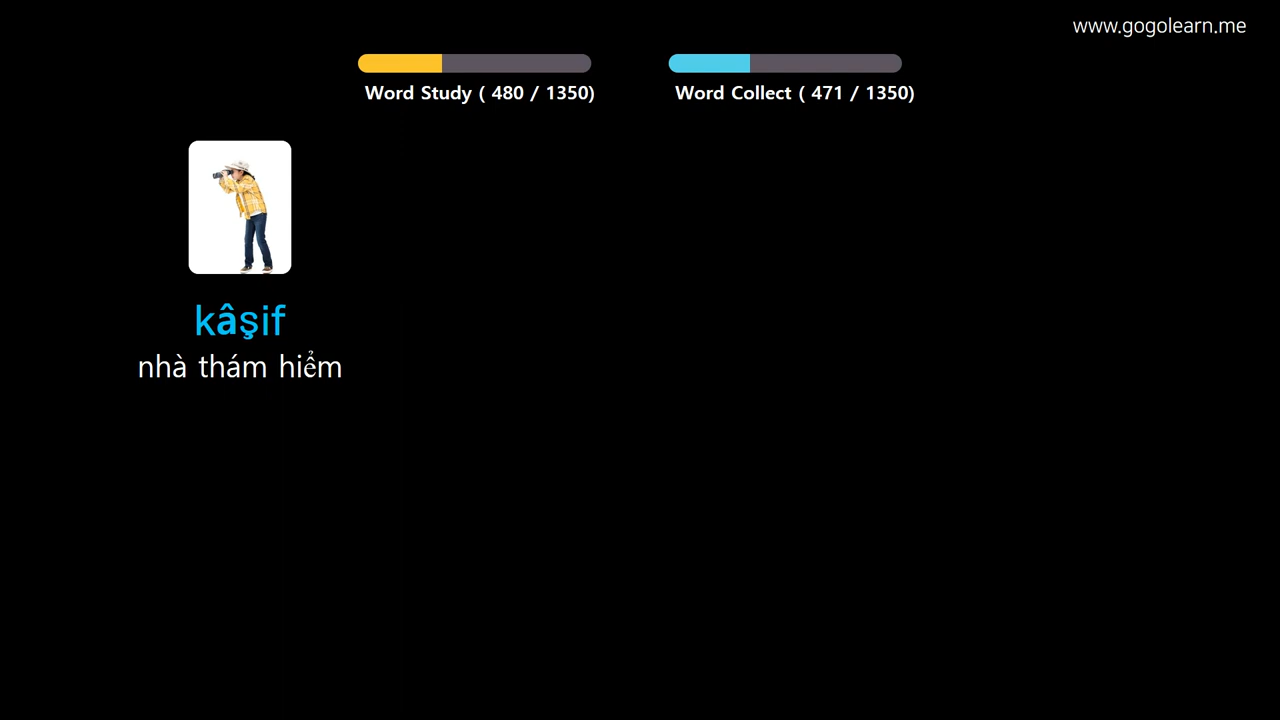 www.gogolearn.me
Word Study ( 480 / 1350)
Word Collect ( 471 / 1350)
kâşif
nhà thám hiểm